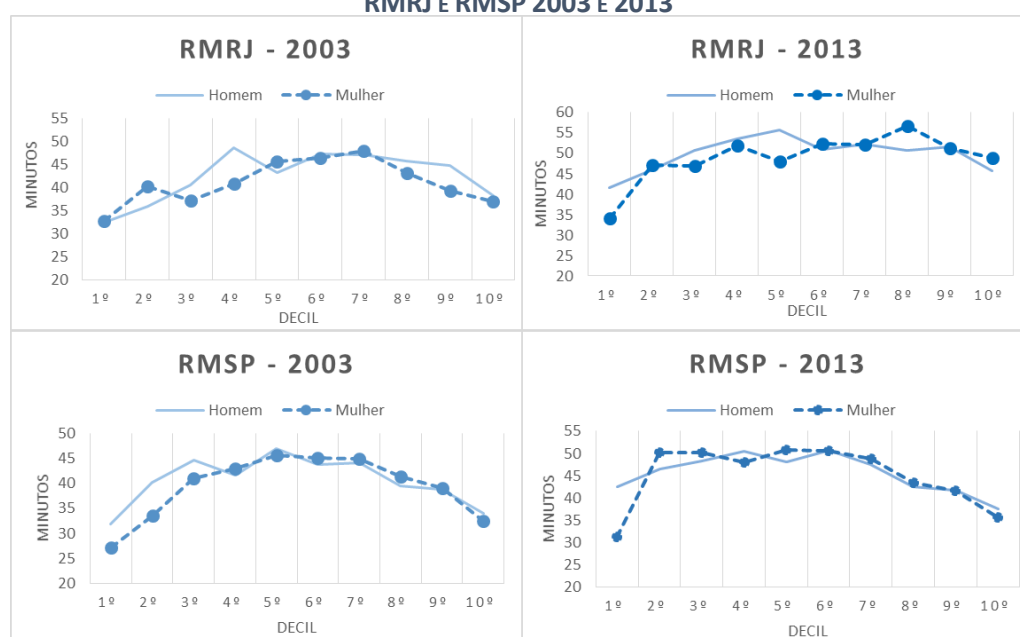 RMRJ E RMSP 2003 E 2013
RMRJ - 2003
Homem Mulher
MINUTOS
55
50
45
40
35
30
25
20
1º 2º 3º 4º 5º 6º 7º 8º 9º 10º
DECIL
RMRJ - 2013
Homem Mulher
MINUTOS
60
55
50
45
40
35
30
25
20
1º 2º 3º 4º 5º 6º 7º 8º 9º 10º
DECIL
RMSP - 2003
Homem Mulher
MINUTOS
50
45
40
35
30
25
20
1º 2º 3º 4º 5º 6º 7º 8º 9º 10º
DECIL
RMSP - 2013
Homem Mulher
MINUTOS
55
50
45
40
35
30
25
20
1º 2º 3º 4º 5º 6º 7º 8º 9º 10º
DECIL